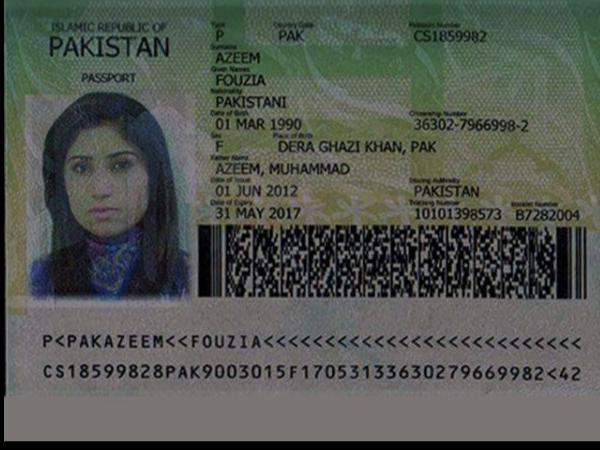 ISLAMIC REPUBLIC OF
PAKISTAN
PASSPORT
Type Country Code Passport Number
P PAK CS1859982
Surname
AZEEM
Given Names
FOUZIA
Nationality
PAKISTANI
Date of Birth Citizenship Number
01 MAR 1990 36302-7966998-2
Sex Place of Birth
F DERA GHAZI KHAN, PAK
Father Name
AZEEM, MUHAMMAD
Date of Issue Issuing Authority
01 JUN 2012 PAKISTAN
Date of Expiry Tracking Number Booklet Number
31 MAY 2017 10101398573 B7282004
P<PAKAZEEM<<FOUZIA<<<<<<<<<<<<<<<<<<<<<<<<<<
CS18599828PAK9003015F17053133630279669982<42